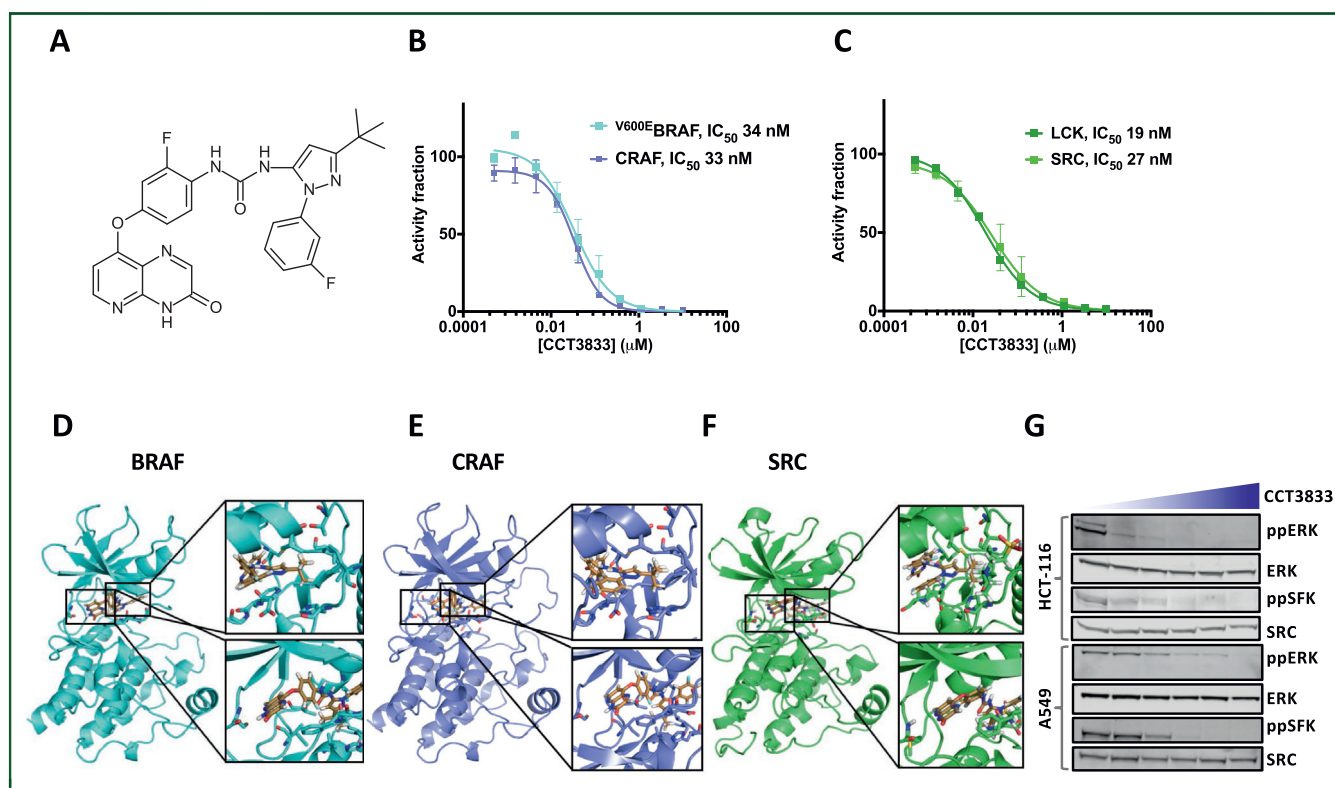 A
F
H
N
H
N
O
N
N
F
O
N
N
N
H
O
B
V600EBRAF, IC50 34 nM
CRAF, IC50 33 nM
Activity fraction
100
50
0
0.0001
0.01
1
100
[CCT3833] (μM)
C
LCK, IC50 19 nM
SRC, IC50 27 nM
Activity fraction
100
50
0
0.0001
0.01
1
100
[CCT3833] (μM)
D
BRAF
E
CRAF
F
SRC
G
CCT3833
HCT-116
ppERK
ERK
ppSFK
SRC
A549
ppERK
ERK
ppSFK
SRC